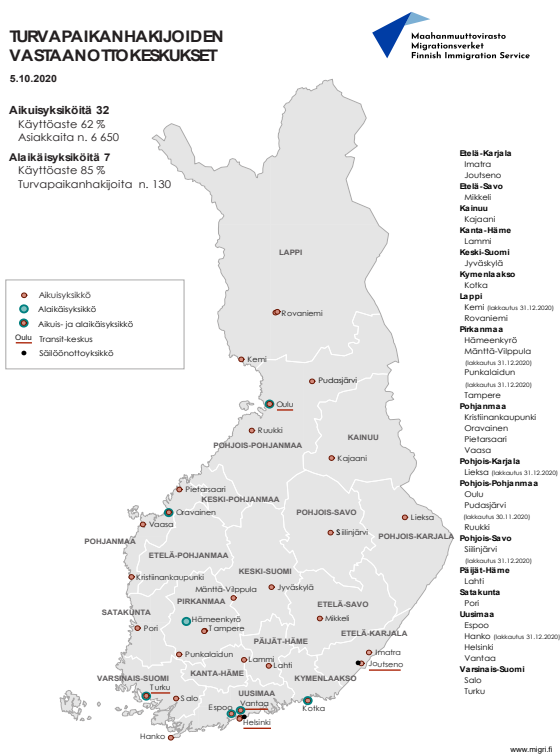 TURVAPAIKANHAKIJOIDEN
VASTAANOTTOKESKUKSET
5.10.2020
Maahanmuuttovirasto
Migrationsverket
Finnish Immigration Service
Aikuisyksiköitä 32
Käyttöaste 62 %
Asiakkaita n. 6 650
Alaikäisyksiköitä 7
Käyttöaste 85 %
Turvapaikanhakijoita n. 130
Aikuisyksikkö
Alaikäisyksikkö
Aikuis- ja alaikäisyksikkö
Oulu Transit-keskus
Säilöönottoyksikkö
LAPPI
Rovaniemi
Kemi
Pudasjärvi
Oulu
Ruukki
POHJOIS-POHJANMAA
KAINUU
Kajaani
Pietarsaari
KESKI-POHJANMAA
Oravainen
Vaasa
POHJOIS-SAVO
Lieksa
Siilinjärvi
POHJOIS-KARJALA
POHJANMAA
ETELÄ-POHJANMAA
KESKI-SUOMI
Kristiinankaupunki
Mänttä-Vilppula
Jyväskylä
PIRKANMAA
ETELÄ-SAVO
SATAKUNTA
Hämeenkyrö
Mikkeli
Pori
Tampere
ETELÄ-KARJALA
PÄIJÄT-HÄME
Punkalaidun
Lammi
Lahti
Imatra
Joutseno
KANTA-HÄME
VARSINAIS-SUOMI
KYMENLAAKSO
Turku
Salo
UUSIMAA
Vantaa
Espoo
Kotka
Helsinki
Hanko
Etelä-Karjala
Imatra
Joutseno
Etelä-Savo
Mikkeli
Kainuu
Kajaani
Kanta-Häme
Lammi
Keski-Suomi
Jyväskylä
Kymenlaakso
Kotka
Lappi
Kemi (lakkautus 31.12.2020)
Rovaniemi
Pirkanmaa
Hämeenkyrö
Mänttä-Vilppula
(lakkautus 31.12.2020)
Punkalaidun
(lakkautus 31.12.2020)
Tampere
Pohjanmaa
Kristiinankaupunki
Oravainen
Pietarsaari
Vaasa
Pohjois-Karjala
Lieksa (lakkautus 31.12.2020)
Pohjois-Pohjanmaa
Oulu
Pudasjärvi
(lakkautus 30.11.2020)
Ruukki
Pohjois-Savo
Siilinjärvi
(lakkautus 31.12.2020)
Päijät-Häme
Lahti
Satakunta
Pori
Uusimaa
Espoo
Hanko (lakkautus 31.12.2020)
Helsinki
Vantaa
Varsinais-Suomi
Salo
Turku
www.migri.fi